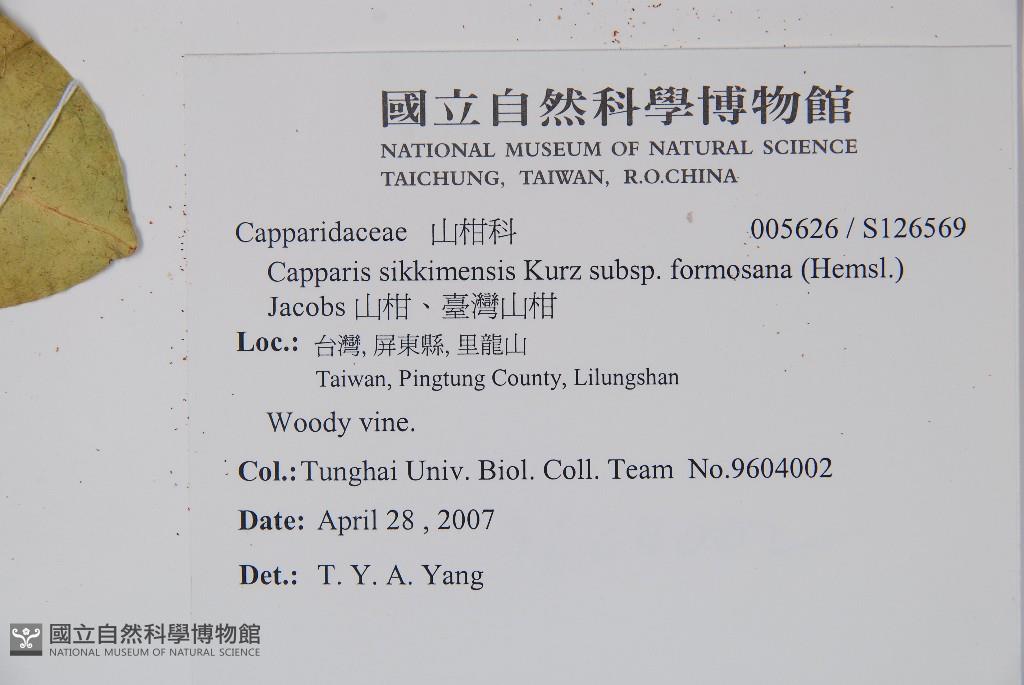 國立自然科學博物館
NATIONAL MUSEUM OF NATURAL SCIENCE
TAICHUNG, TAIWAN, R.O.CHINA
Capparidaceae 山柑科 005626 / S126569
Capparis sikkimensis Kurz subsp. formosana (Hemsl.)
Jacobs 山柑、臺灣山柑
Loc.: 台灣, 屏東縣, 里龍山
Taiwan, Pingtung County, Lilungshan
Woody vine.
Col.: Tunghai Univ. Biol. Coll. Team No.9604002
Date: April 28 , 2007
Det.: T. Y. A. Yang
國立自然科學博物館
NATIONAL MUSEUM OF NATURAL SCIENCE